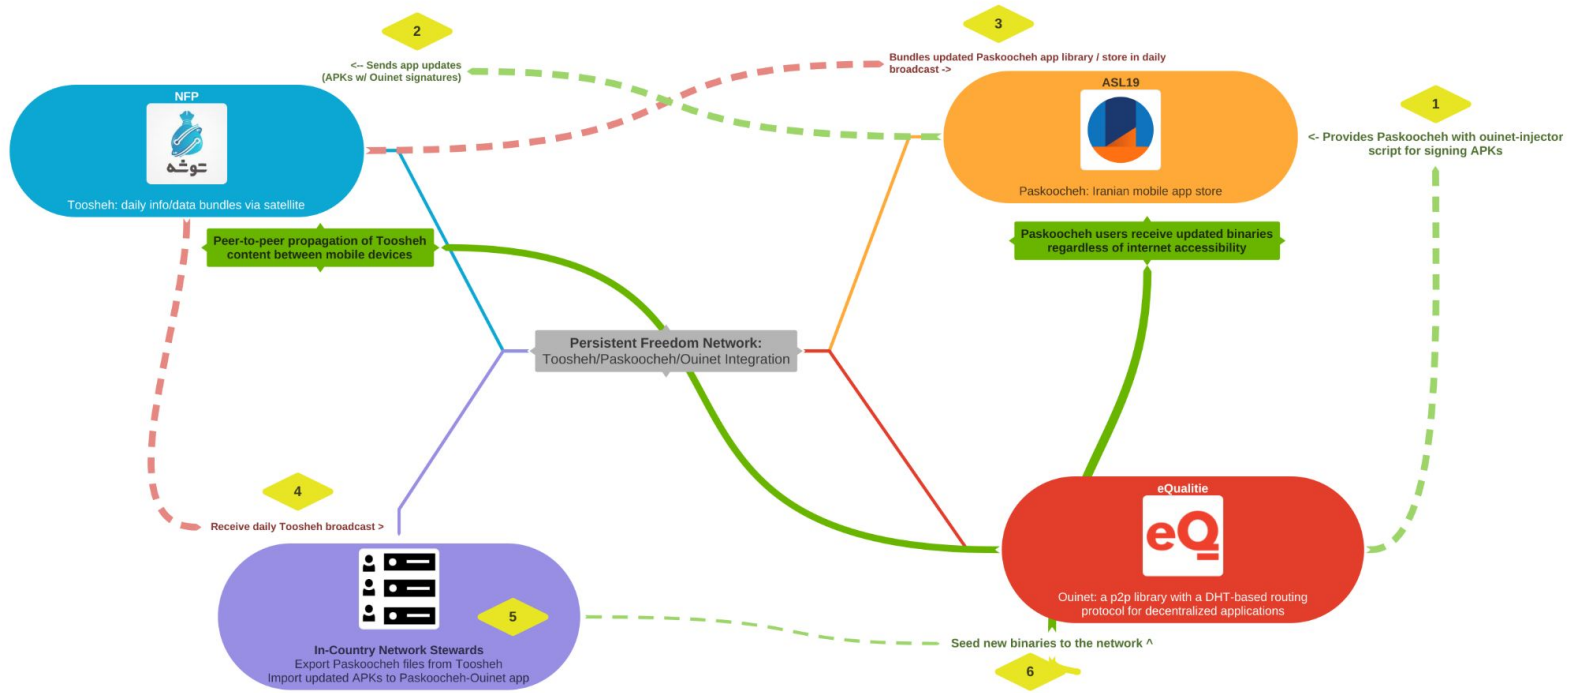 2
<-- Sends app updates
(APKs w/ Ouinet signatures)
3
Bundles updated Paskoocheh app library / store in daily
broadcast ->
NFP
توشه
Toosheh: daily info/data bundles via satellite
ASL19
Paskoocheh: Iranian mobile app store
1
<- Provides Paskoocheh with ouinet-injector
script for signing APKs
Peer-to-peer propagation of Toosheh
content between mobile devices
Paskoocheh users receive updated binaries
regardless of internet accessibility
Persistent Freedom Network:
Toosheh/Paskoocheh/Ouinet Integration
4
Receive daily Toosheh broadcast >
eQualitie
eQ
Ouinet: a p2p library with a DHT-based routing
protocol for decentralized applications
5
In-Country Network Stewards
Export Paskoocheh files from Toosheh
Import updated APKs to Paskoocheh-Ouinet app
Seed new binaries to the network ^
6